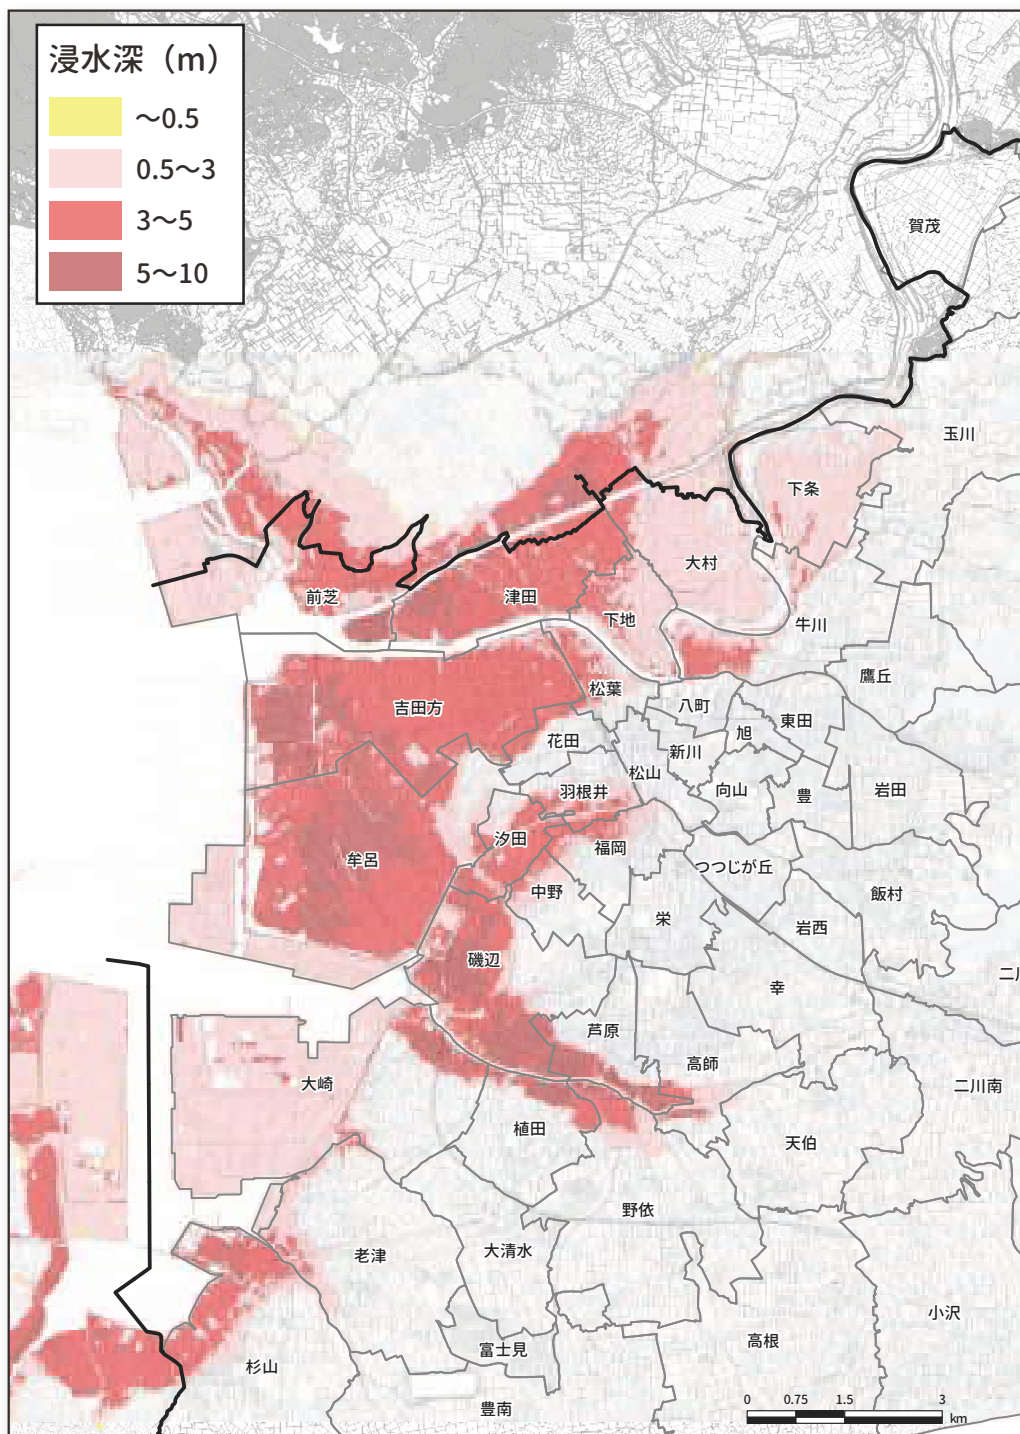 浸水深（m）
～0.5
0.5～3
3～5
5～10
賀茂
玉川
下条
大村
前芝
津田
下地
牛川
鷹丘
松葉
吉田方
八町
東田
旭
花田
新川
松山
向山
豊
岩田
羽根井
汐田
福岡
牟呂
つつじが丘
中野
飯村
栄
岩西
磯辺
二川
幸
芦原
高師
大崎
二川南
植田
天伯
野依
老津
大清水
小沢
高根
富士見
杉山
豊南
0 0.75 1.5 3
km